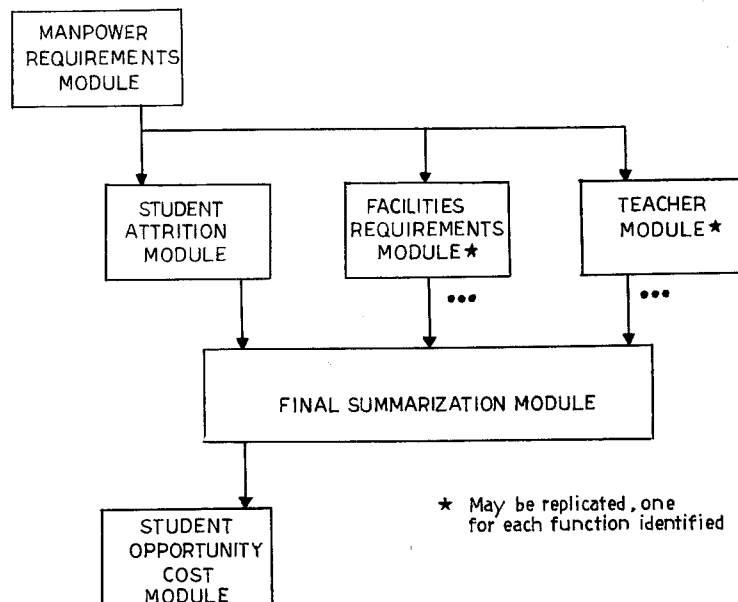 MANPOWER
REQUIREMENTS
MODULE
STUDENT
ATTRITION
MODULE
FACILITIES
REQUIREMENTS
MODULE★
TEACHER
MODULE★
•••
•••
FINAL SUMMARIZATION MODULE
STUDENT
OPPORTUNITY
COST
MODULE
★ May be replicated, one
for each function identified